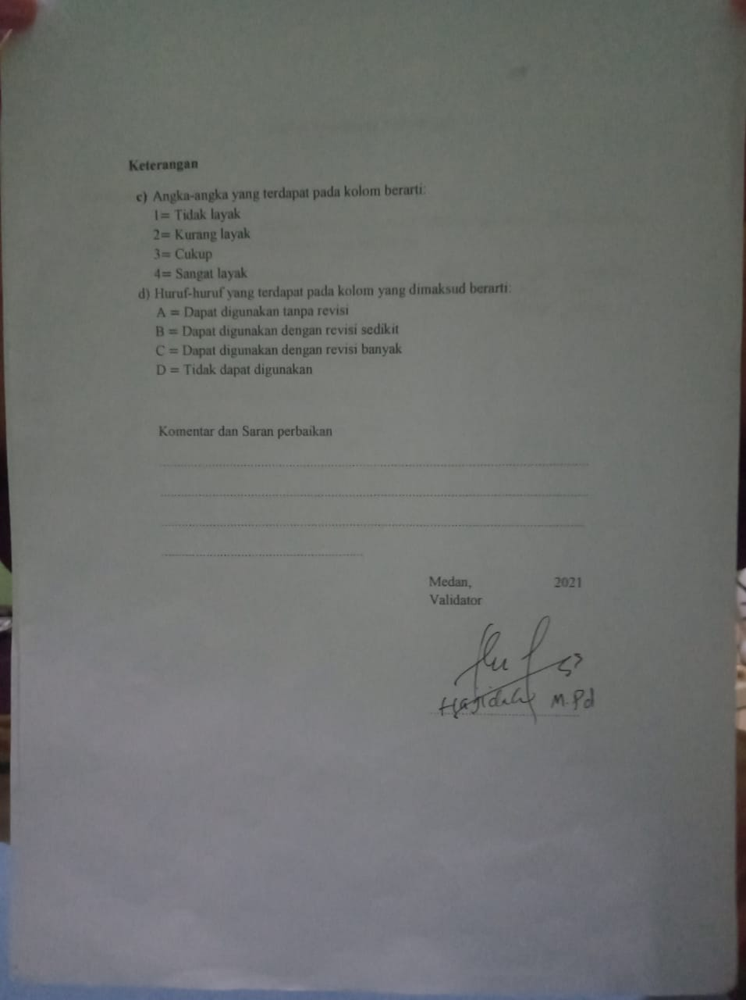 Keterangan
c) Angka-angka yang terdapat pada kolom berarti:
1= Tidak layak
2= Kurang layak
3= Cukup
4= Sangat layak
d) Huruf-huruf yang terdapat pada kolom yang dimaksud berarti:
A = Dapat digunakan tanpa revisi
B = Dapat digunakan dengan revisi sedikit
C = Dapat digunakan dengan revisi banyak
D = Tidak dapat digunakan
Komentar dan Saran perbaikan
Medan, 2021
Validator
M.Pd